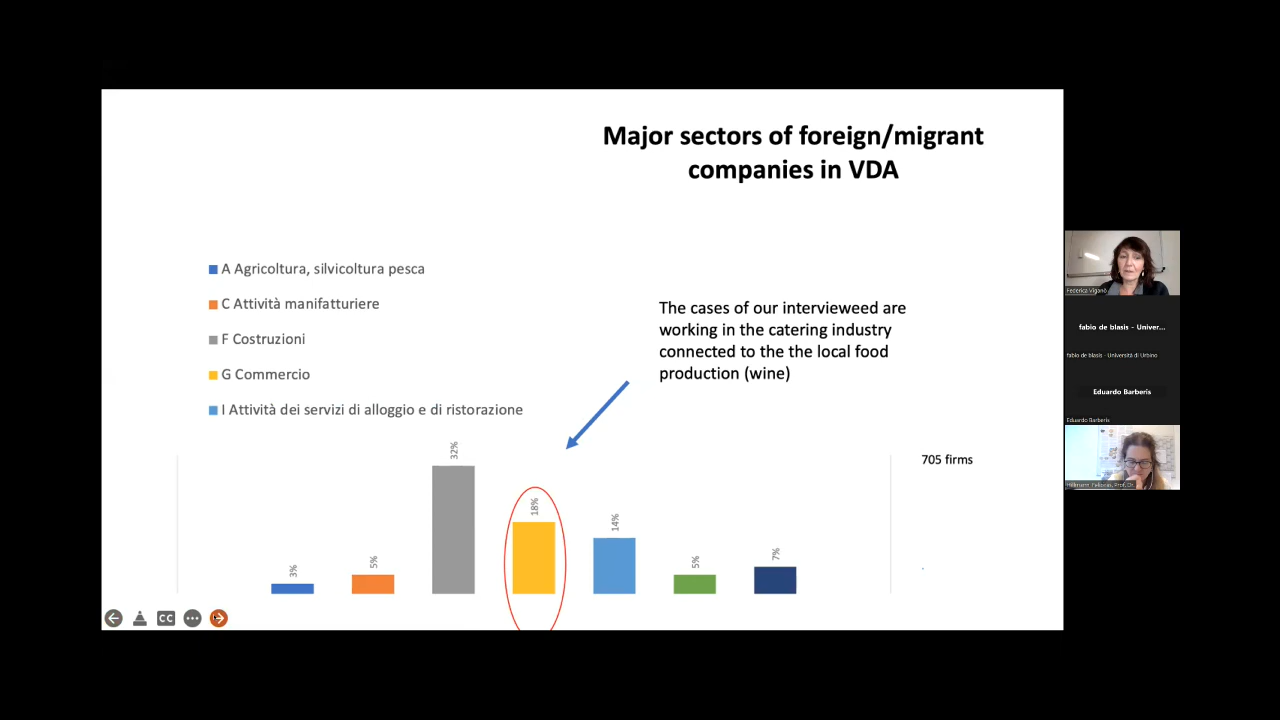 Major sectors of foreign/migrant
companies in VDA
A Agricoltura, silvicoltura pesca
C Attività manifatturiere
F Costruzioni
G Commercio
I Attività dei servizi di alloggio e di ristorazione
The cases of our intervieweed are
working in the catering industry
connected to the the local food
production (wine)
705 firms
3%
5%
32%
18%
14%
5%
7%
CC
Federica Viganò
fabio de blasis - Univer...
fabio de blasis - Università di Urbino
Eduardo Barberis
Eduardo Barberis
Prof. Dr.